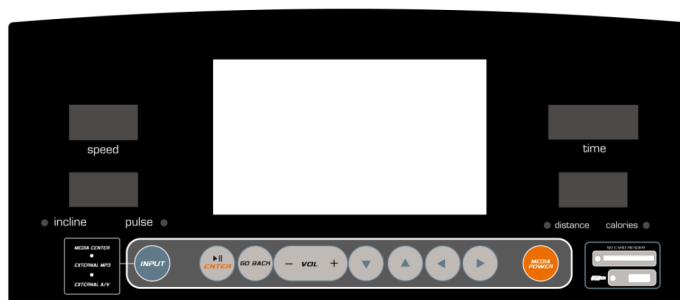 speed
time
incline
pulse
distance
calories
MEDIA CENTER
EXTERNAL MP3
EXTERNAL A/V
INPUT
ENTER
GO BACK
− VOL +
MEDIA
POWER